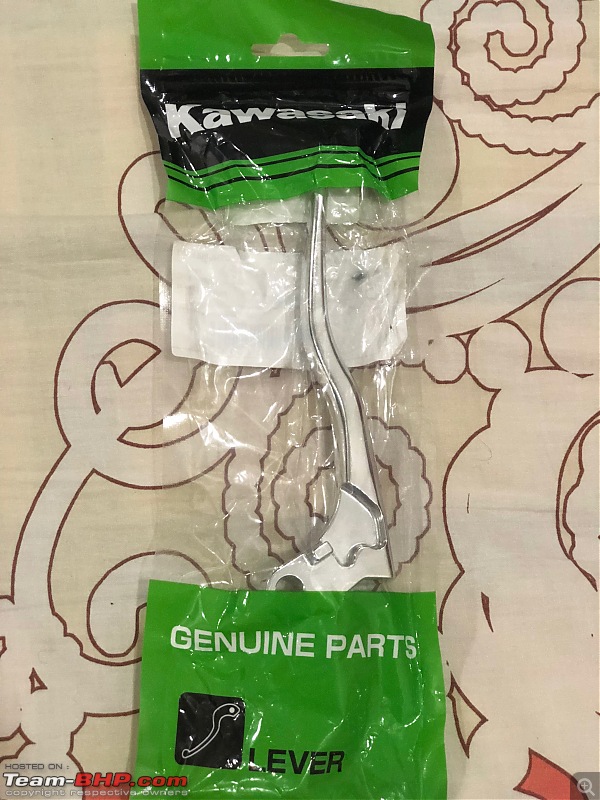 Kawasaki
GENUINE PARTS
LEVER
HOSTED ON :
Team-BHP.com
copyright respective owners